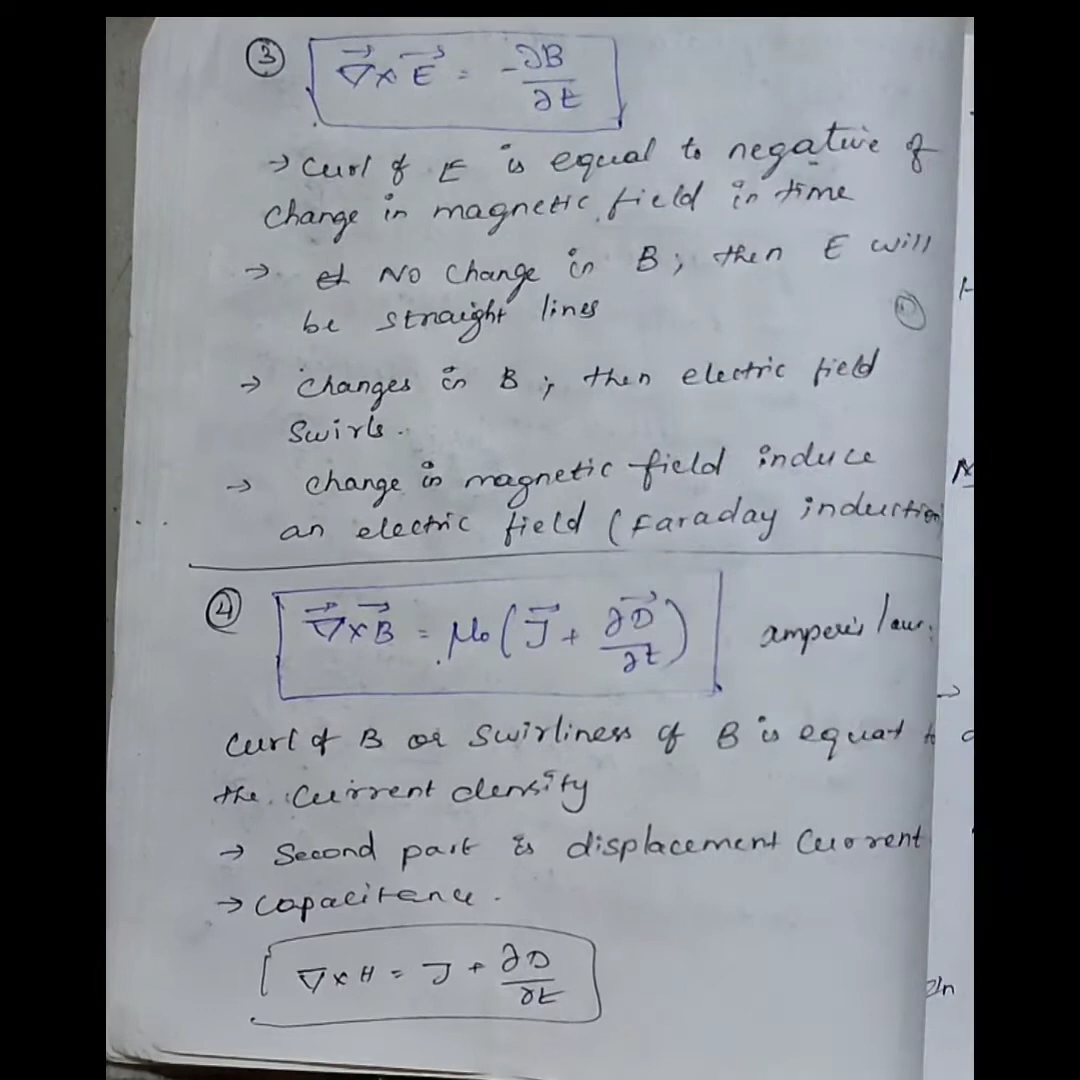 ③ ∇⃗ × E⃗ = -∂B/∂t
→ Curl of E is equal to negative of
change in magnetic field in time
→ No change in B, then E will
be straight lines
→ changes in B, then electric field
swirls.
→ change in magnetic field induce
an electric field (Faraday induction)
④ ∇⃗ × B⃗ = μ₀(J⃗ + ∂D⃗/∂t) amper's law.
Curl of B or swirliness of B is equal to
the current density
→ Second part is displacement current
→ Capacitance.
∇ × H = J + ∂D/∂t